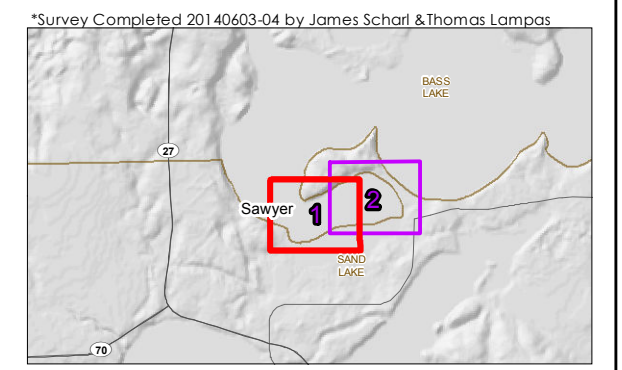 *Survey Completed 20140603-04 by James Scharl & Thomas Lampas
BASS
LAKE
27
Sawyer
1
2
SAND
LAKE
70